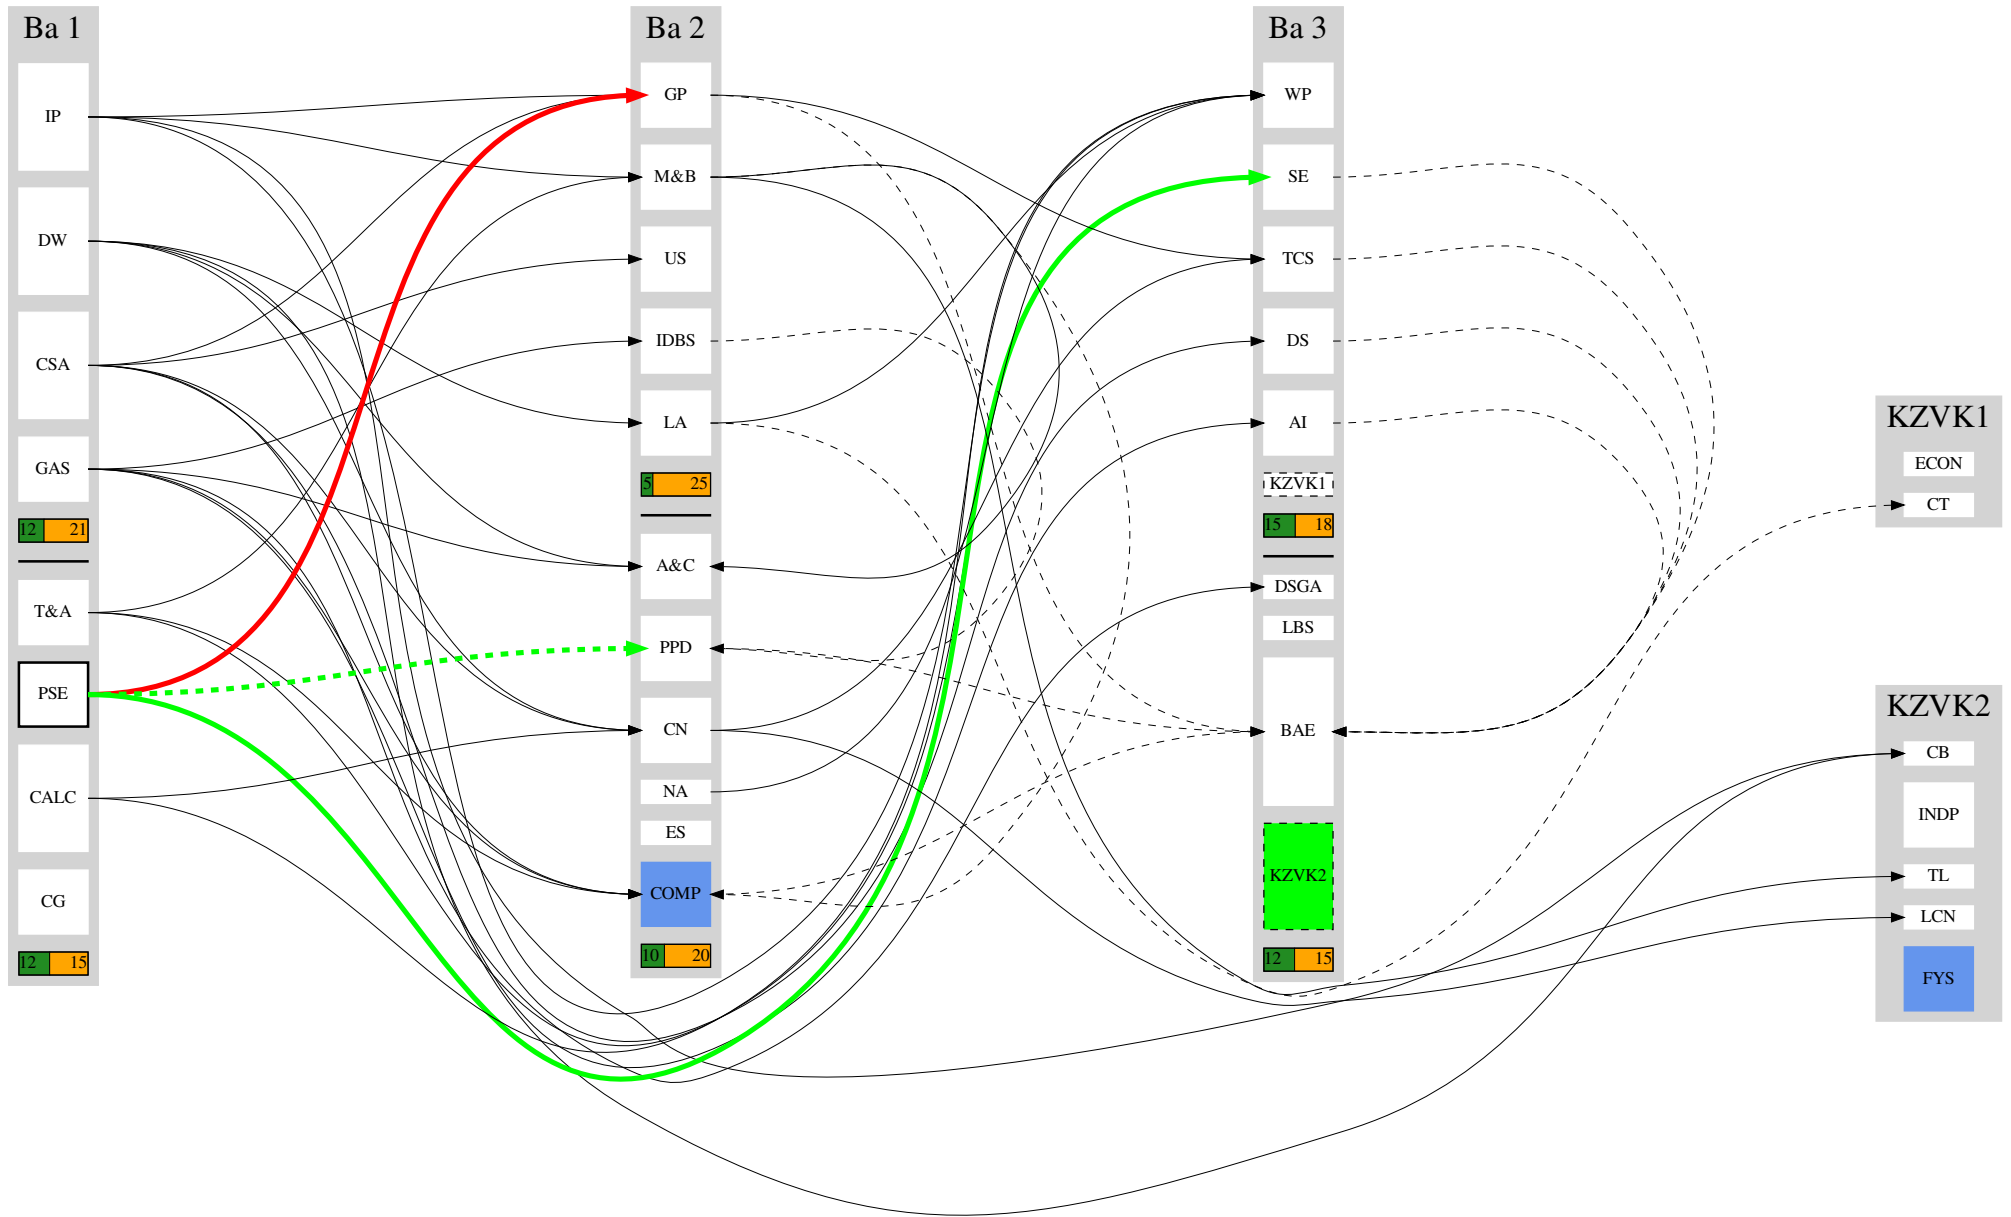 Ba 1
IP
DW
CSA
GAS
12 21
T&A
PSE
CALC
CG
12 15
Ba 2
GP
M&B
US
IDBS
LA
5 25
A&C
PPD
CN
NA
ES
COMP
10 20
Ba 3
WP
SE
TCS
DS
AI
KZVK1
15 18
DSGA
LBS
BAE
KZVK2
12 15
KZVK1
ECON
CT
KZVK2
CB
INDP
TL
LCN
FYS